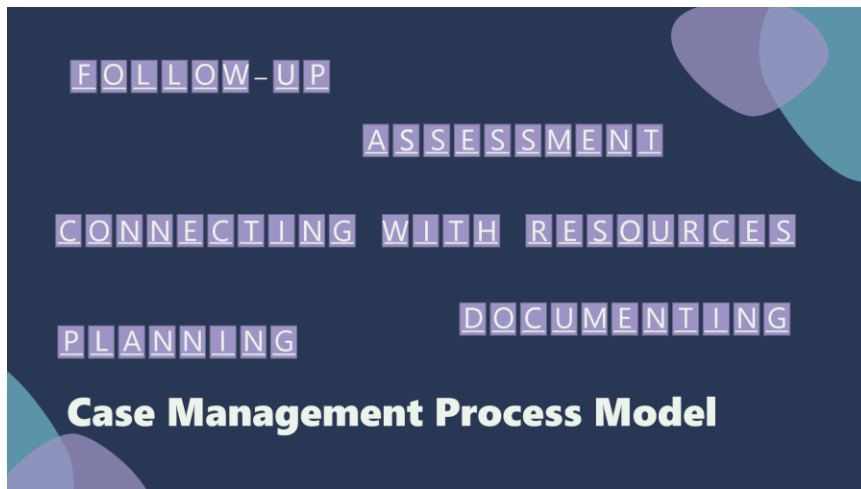 FOLLOW-UP
ASSESSMENT
CONNECTING WITH RESOURCES
DOCUMENTING
PLANNING
Case Management Process Model